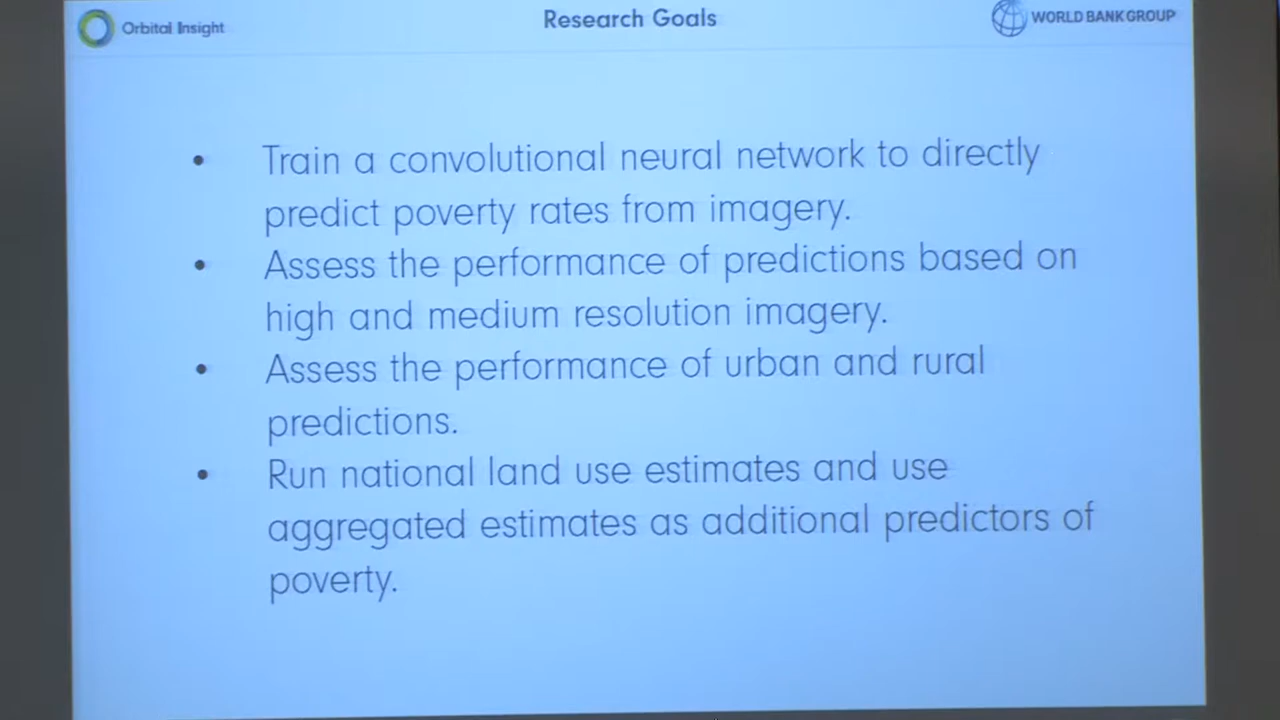 Orbital Insight
Research Goals
WORLD BANK GROUP
• Train a convolutional neural network to directly
predict poverty rates from imagery.
• Assess the performance of predictions based on
high and medium resolution imagery.
• Assess the performance of urban and rural
predictions.
• Run national land use estimates and use
aggregated estimates as additional predictors of
poverty.